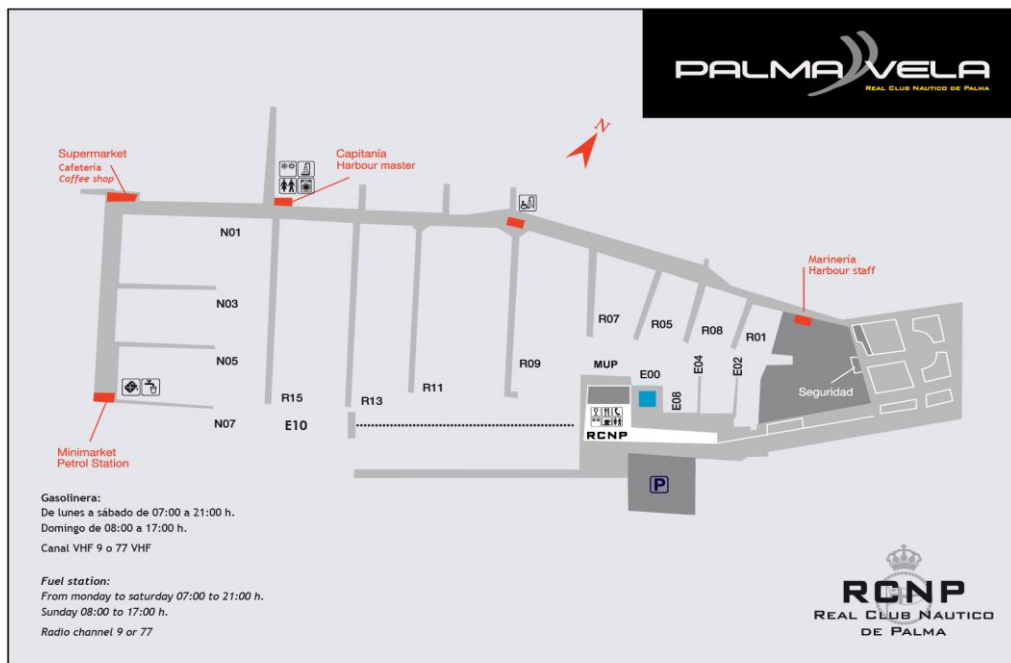 PALMAVELA
REAL CLUB NAUTICO DE PALMA
N
Supermarket
Cafetería
Coffee shop
Capitanía
Harbour master
Marinería
Harbour staff
N01
N03
N05
N07
R15
E10
R13
R11
R09
R07
R05
R08
R01
MUP
E00
E04
E02
E08
Seguridad
RCNP
P
Minimarket
Petrol Station
Gasolinera:
De lunes a sábado de 07:00 a 21:00 h.
Domingo de 08:00 a 17:00 h.
Canal VHF 9 o 77 VHF
Fuel station:
From monday to saturday 07:00 to 21:00 h.
Sunday 08:00 to 17:00 h.
Radio channel 9 or 77
RCNP
REAL CLUB NÁUTICO
DE PALMA